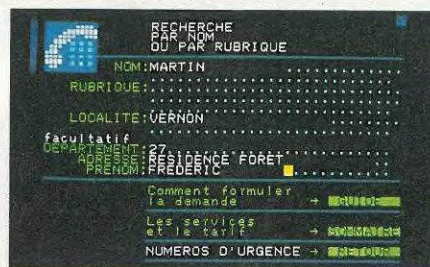 RECHERCHE
PAR NOM
OU PAR RUBRIQUE
NOM:MARTIN
RUBRIQUE:
LOCALITE:VERNON
facultatif
DEPARTEMENT:27
ADRESSE:RESIDENCE FORET
PRENOM:FREDERIC
Comment formuler
la demande → GUIDE
Les services
et le tarif → SOMMAIRE
NUMEROS D'URGENCE → RETOUR